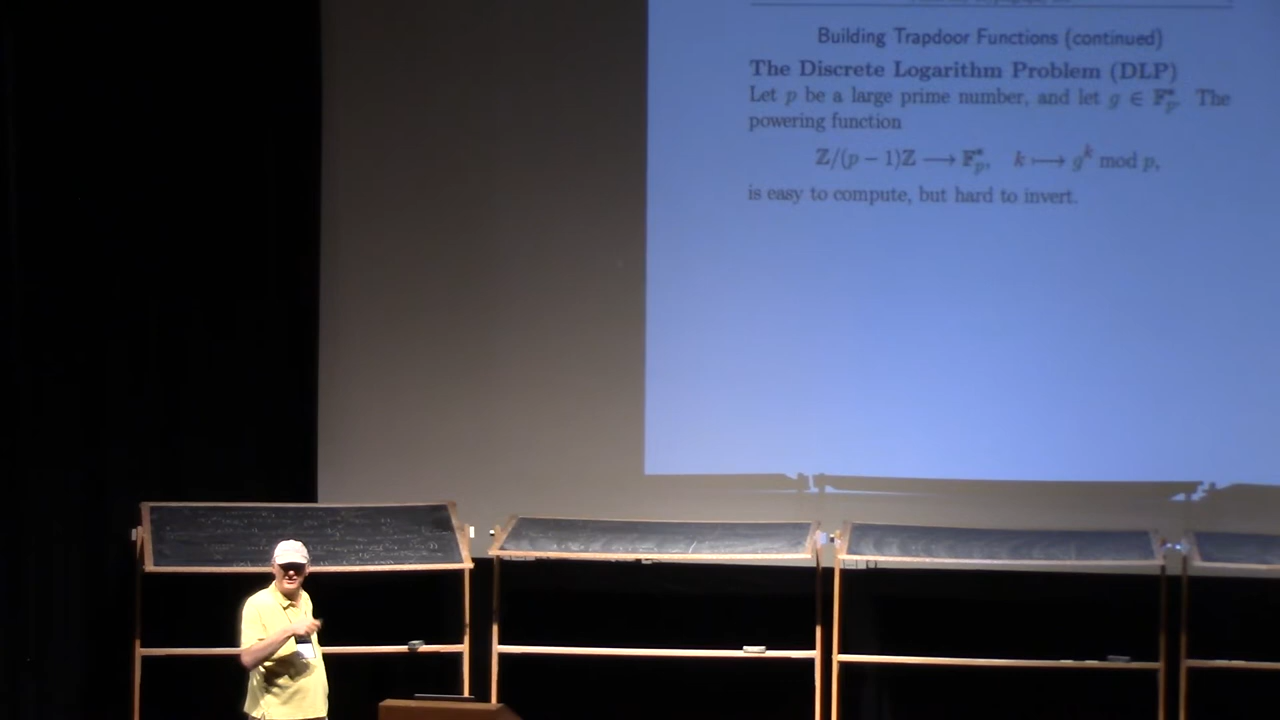 Building Trapdoor Functions (continued)
The Discrete Logarithm Problem (DLP)
Let p be a large prime number, and let g ∈ 𝔽*ₚ. The
powering function
ℤ/(p − 1)ℤ ⟶ 𝔽*ₚ, k ⟼ gᵏ mod p,
is easy to compute, but hard to invert.